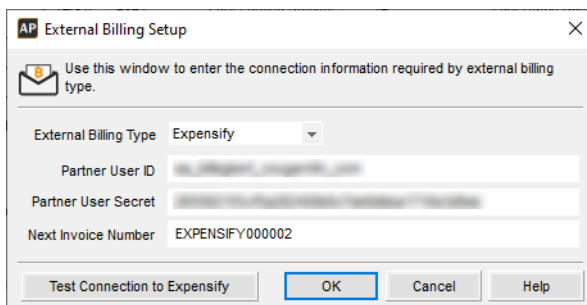 AP External Billing Setup
Use this window to enter the connection information required by external billing
type.
External Billing Type Expensify
Partner User ID
Partner User Secret
Next Invoice Number EXPENSIFY000002
Test Connection to Expensify OK Cancel Help